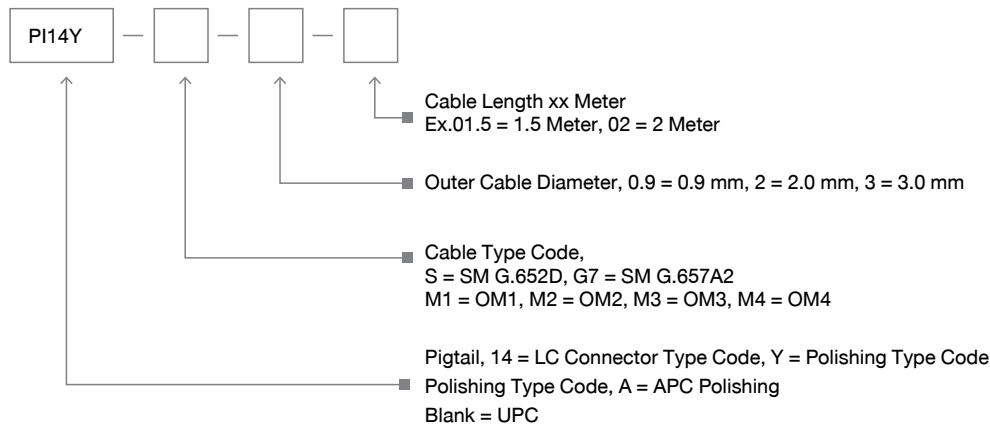 PI14Y
Cable Length xx Meter
Ex.01.5 = 1.5 Meter, 02 = 2 Meter
Outer Cable Diameter, 0.9 = 0.9 mm, 2 = 2.0 mm, 3 = 3.0 mm
Cable Type Code,
S = SM G.652D, G7 = SM G.657A2
M1 = OM1, M2 = OM2, M3 = OM3, M4 = OM4
Pigtail, 14 = LC Connector Type Code, Y = Polishing Type Code
Polishing Type Code, A = APC Polishing
Blank = UPC